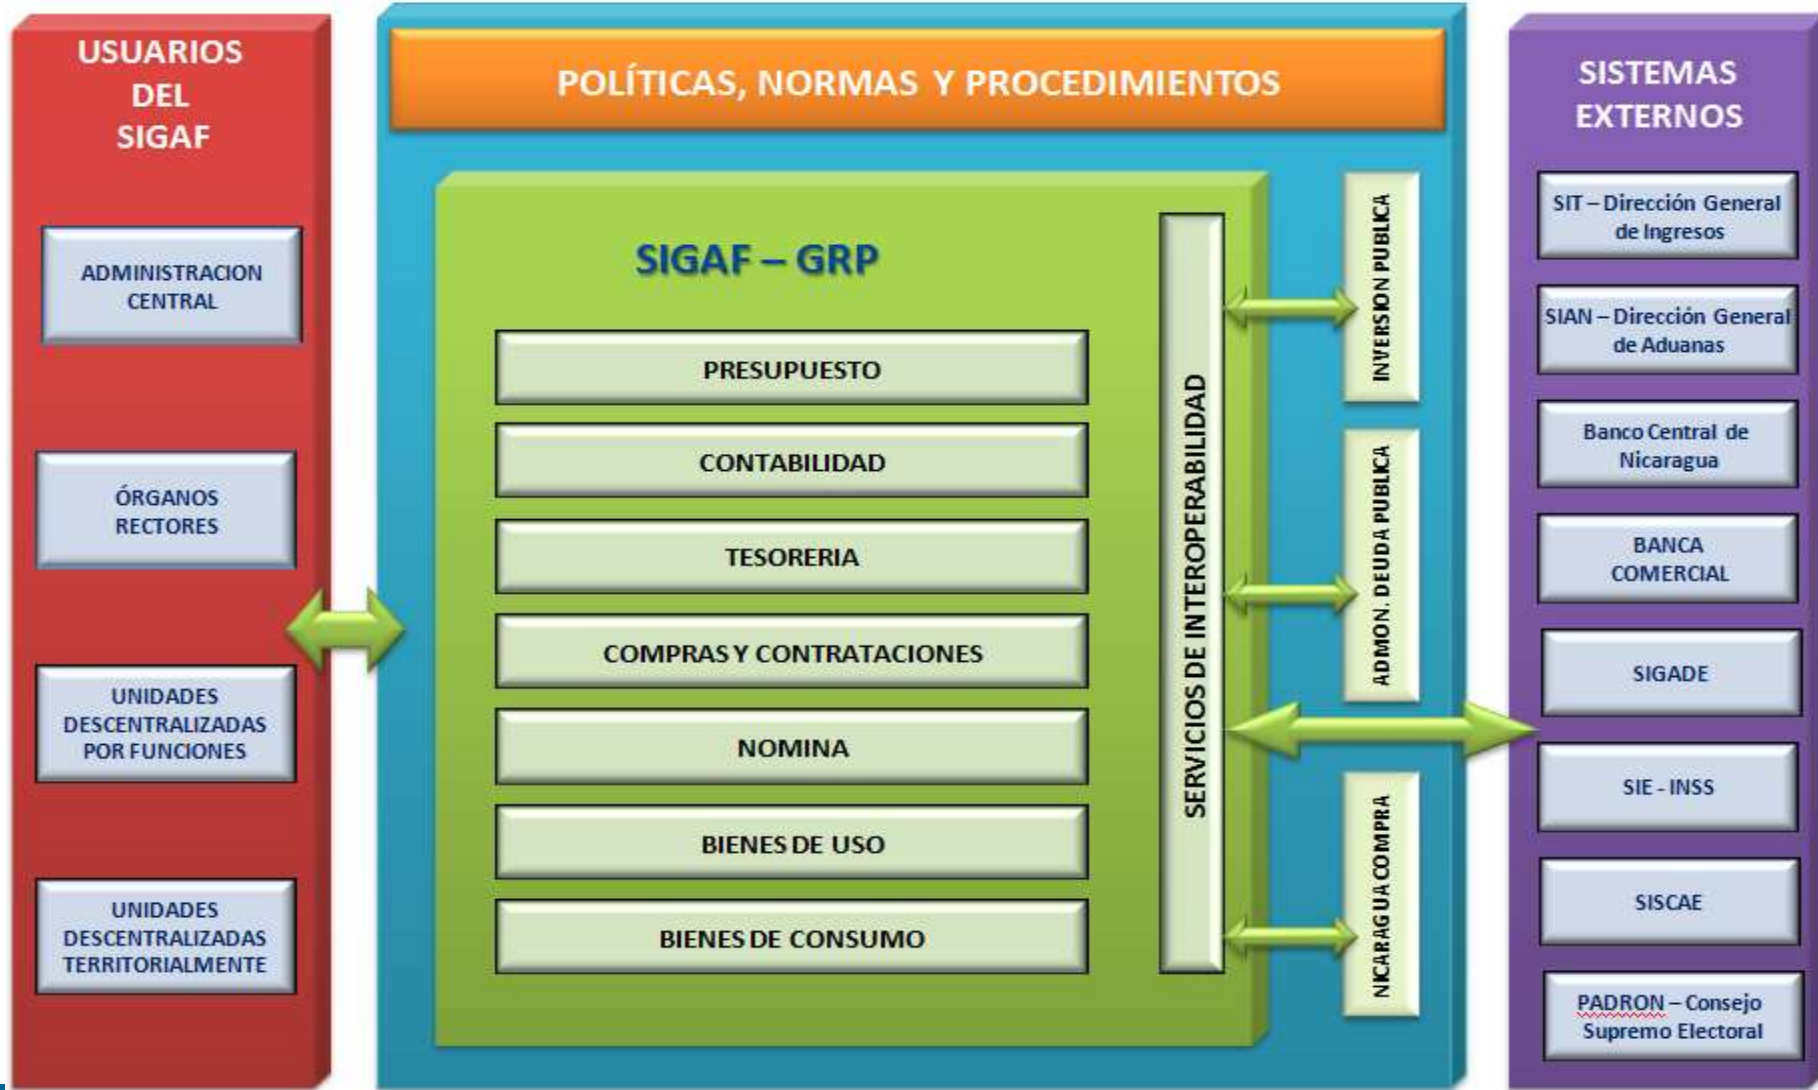 USUARIOS
DEL
SIGAF
ADMINISTRACION
CENTRAL
ÓRGANOS
RECTORES
UNIDADES
DESCENTRALIZADAS
POR FUNCIONES
UNIDADES
DESCENTRALIZADAS
TERRITORIALMENTE
POLÍTICAS, NORMAS Y PROCEDIMIENTOS
SIGAF – GRP
PRESUPUESTO
CONTABILIDAD
TESORERIA
COMPRAS Y CONTRATACIONES
NOMINA
BIENES DE USO
BIENES DE CONSUMO
SERVICIOS DE INTEROPERABILIDAD
INVERSION PUBLICA
ADMON. DEUDA PUBLICA
NICARAGUA COMPRA
SISTEMAS
EXTERNOS
SIT – Dirección General
de Ingresos
SIAN – Dirección General
de Aduanas
Banco Central de
Nicaragua
BANCA
COMERCIAL
SIGADE
SIE - INSS
SISCAE
PADRON – Consejo
Supremo Electoral